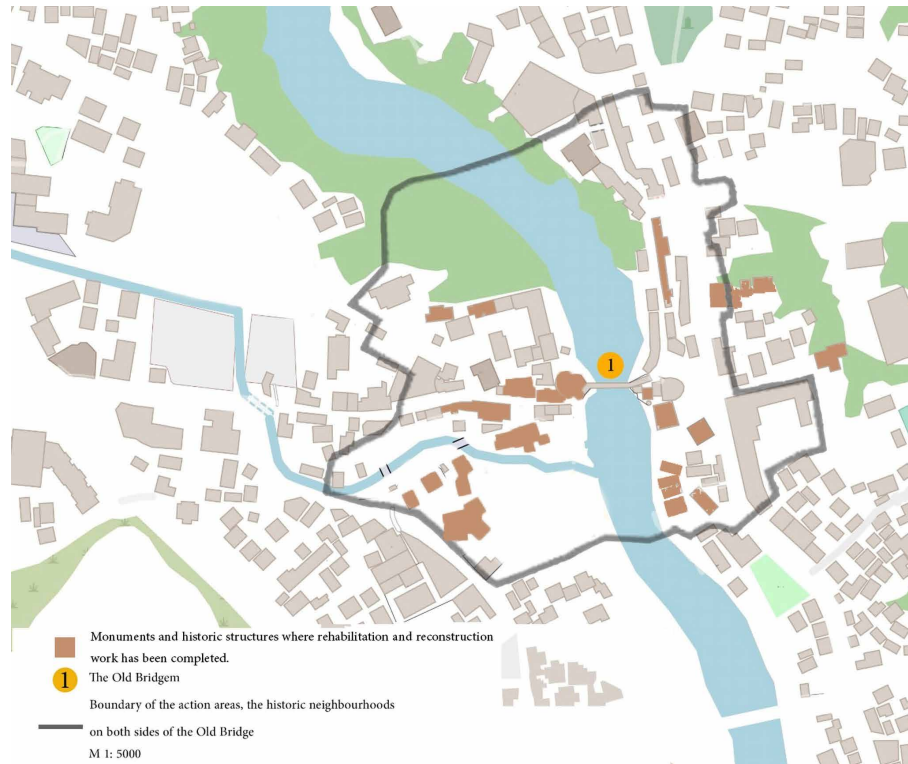 1
Monuments and historic structures where rehabilitation and reconstruction
work has been completed.
1
The Old Bridgem
Boundary of the action areas, the historic neighbourhoods
on both sides of the Old Bridge
M 1: 5000